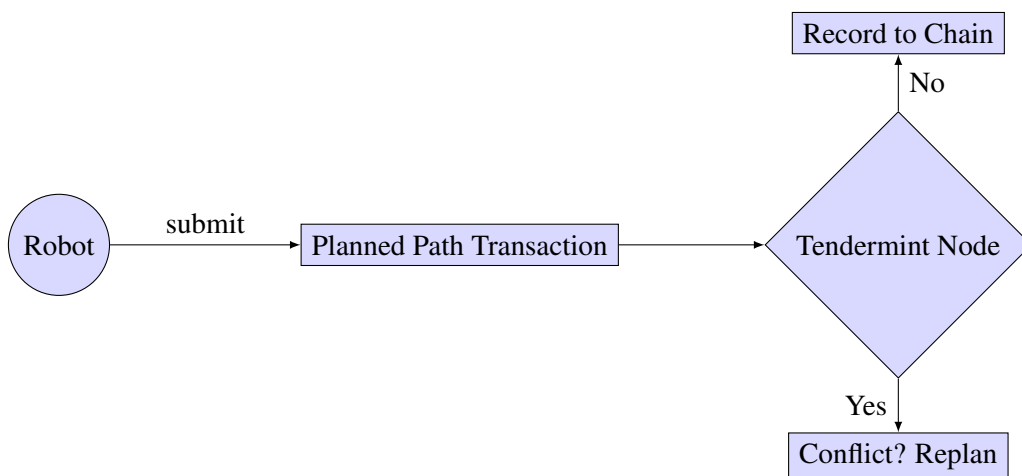 Record to Chain
No
submit
Robot
Planned Path Transaction
Tendermint Node
Yes
Conflict? Replan